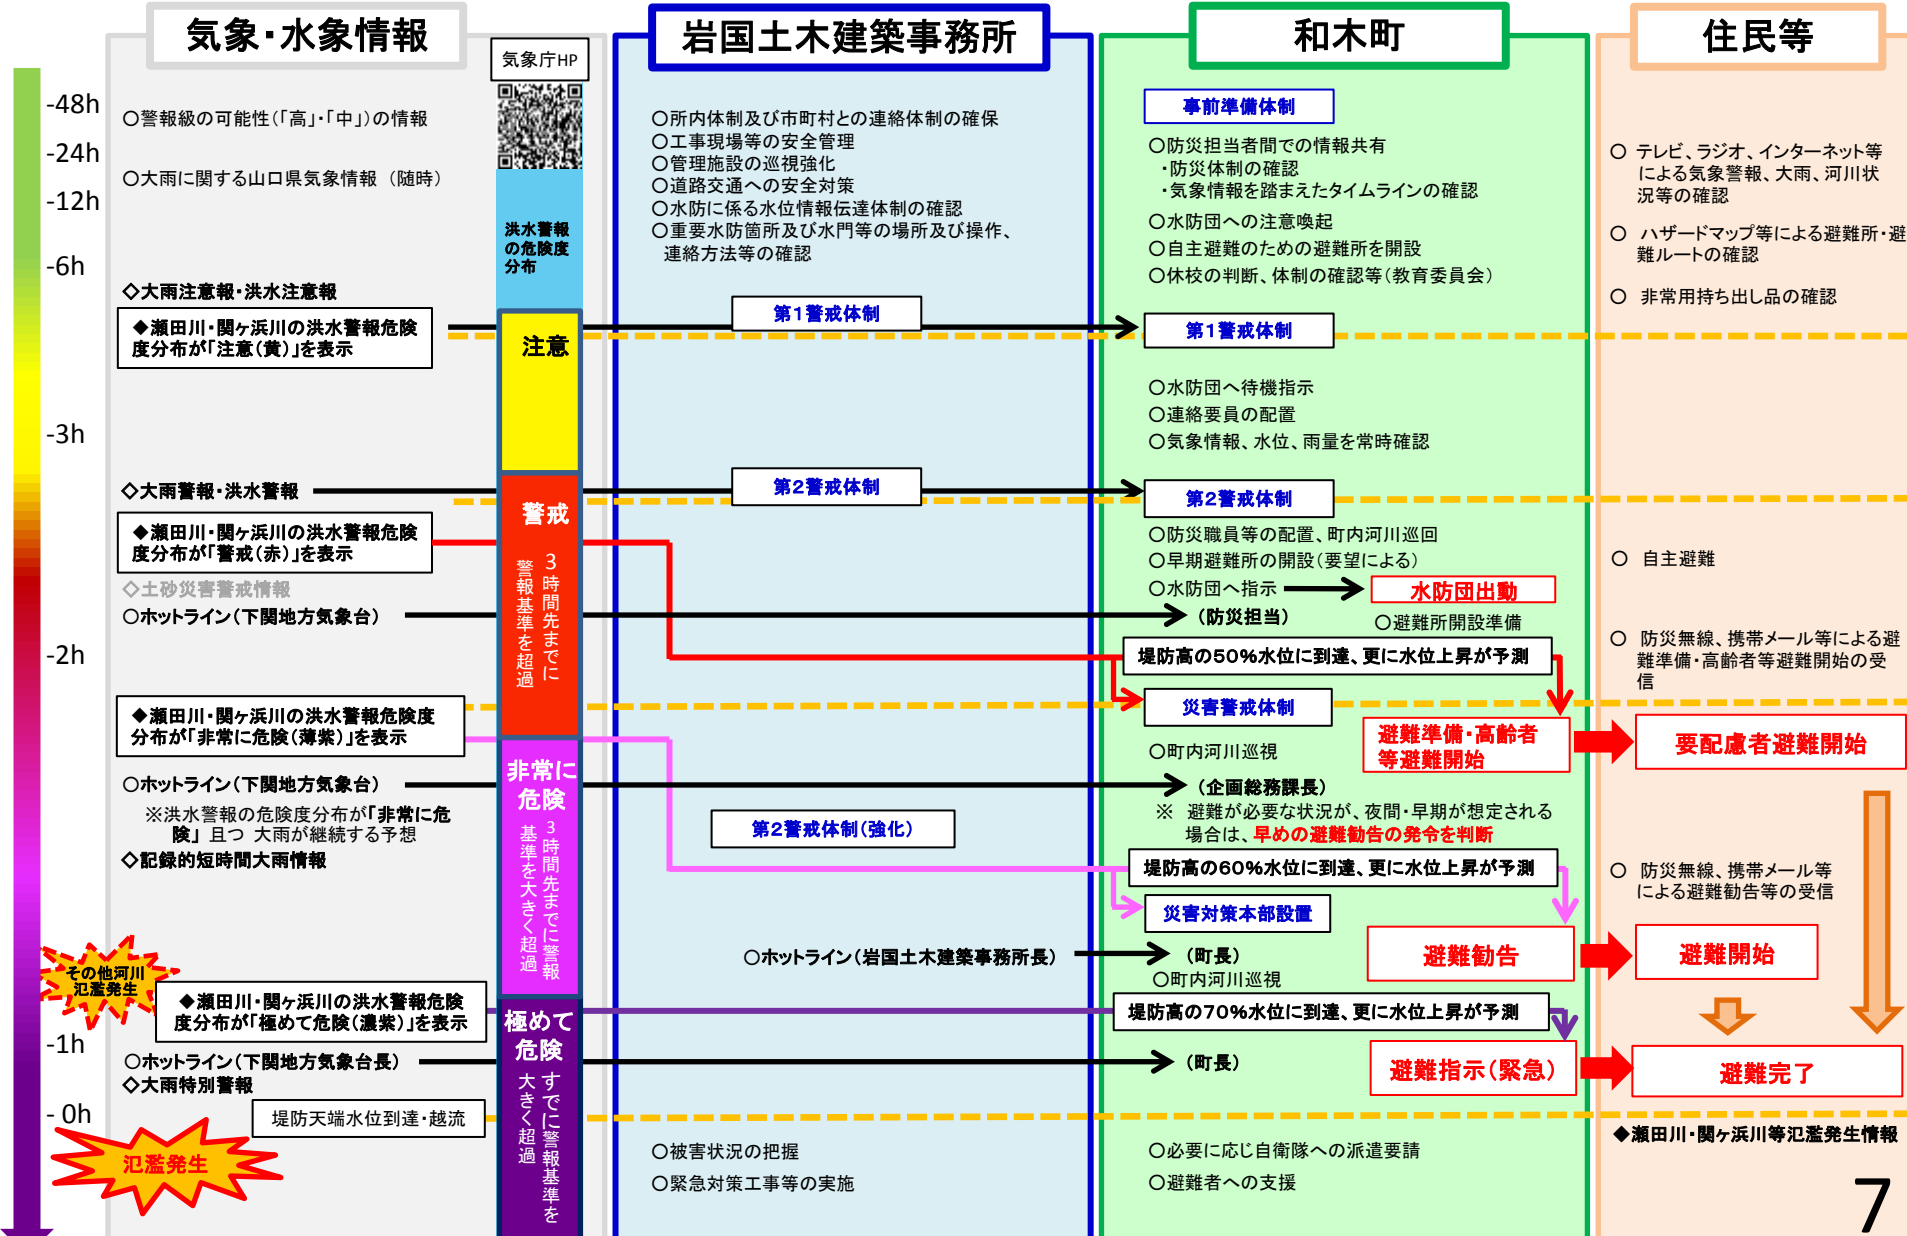 気象・水象情報
気象庁HP
岩国土木建築事務所
和木町
住民等
-48h
-24h
-12h
-6h
-3h
-2h
-1h
- 0h
○警報級の可能性(「高」・「中」)の情報
○大雨に関する山口県気象情報 (随時)
◇大雨注意報・洪水注意報
◆瀬田川・関ヶ浜川の洪水警報危険
度分布が「注意(黄)」を表示
◇大雨警報・洪水警報
◆瀬田川・関ヶ浜川の洪水警報危険
度分布が「警戒(赤)」を表示
◇土砂災害警戒情報
○ホットライン(下関地方気象台)
◆瀬田川・関ヶ浜川の洪水警報危険度
分布が「非常に危険(薄紫)」を表示
○ホットライン(下関地方気象台)
※洪水警報の危険度分布が「非常に危
険」 且つ 大雨が継続する予想
◇記録的短時間大雨情報
その他河川
氾濫発生
◆瀬田川・関ヶ浜川の洪水警報危険
度分布が「極めて危険(濃紫)」を表示
○ホットライン(下関地方気象台長)
◇大雨特別警報
堤防天端水位到達・越流
氾濫発生
洪水警報
の危険度
分布
注意
警戒
3時間先までに
警報基準を超過
非常に
危険
3時間先までに警報
基準を大きく超過
極めて
危険
すでに警報基準を
大きく超過
○所内体制及び市町村との連絡体制の確保
○工事現場等の安全管理
○管理施設の巡視強化
○道路交通への安全対策
○水防に係る水位情報伝達体制の確認
○重要水防箇所及び水門等の場所及び操作、
連絡方法等の確認
第1警戒体制
第2警戒体制
第2警戒体制(強化)
○ホットライン(岩国土木建築事務所長)
○被害状況の把握
○緊急対策工事等の実施
事前準備体制
○防災担当者間での情報共有
・防災体制の確認
・気象情報を踏まえたタイムラインの確認
○水防団への注意喚起
○自主避難のための避難所を開設
○休校の判断、体制の確認等(教育委員会)
第1警戒体制
○水防団へ待機指示
○連絡要員の配置
○気象情報、水位、雨量を常時確認
第2警戒体制
○防災職員等の配置、町内河川巡回
○早期避難所の開設(要望による)
○水防団へ指示
水防団出動
(防災担当)
○避難所開設準備
堤防高の50%水位に到達、更に水位上昇が予測
災害警戒体制
避難準備・高齢者
等避難開始
○町内河川巡視
(企画総務課長)
※ 避難が必要な状況が、夜間・早期が想定される
場合は、早めの避難勧告の発令を判断
堤防高の60%水位に到達、更に水位上昇が予測
災害対策本部設置
避難勧告
(町長)
○町内河川巡視
堤防高の70%水位に到達、更に水位上昇が予測
(町長)
避難指示(緊急)
○必要に応じ自衛隊への派遣要請
○避難者への支援
○ テレビ、ラジオ、インターネット等
による気象警報、大雨、河川状
況等の確認
○ ハザードマップ等による避難所・避
難ルートの確認
○ 非常用持ち出し品の確認
○ 自主避難
○ 防災無線、携帯メール等による避
難準備・高齢者等避難開始の受
信
要配慮者避難開始
○ 防災無線、携帯メール等
による避難勧告等の受信
避難開始
避難完了
◆瀬田川・関ヶ浜川等氾濫発生情報
7